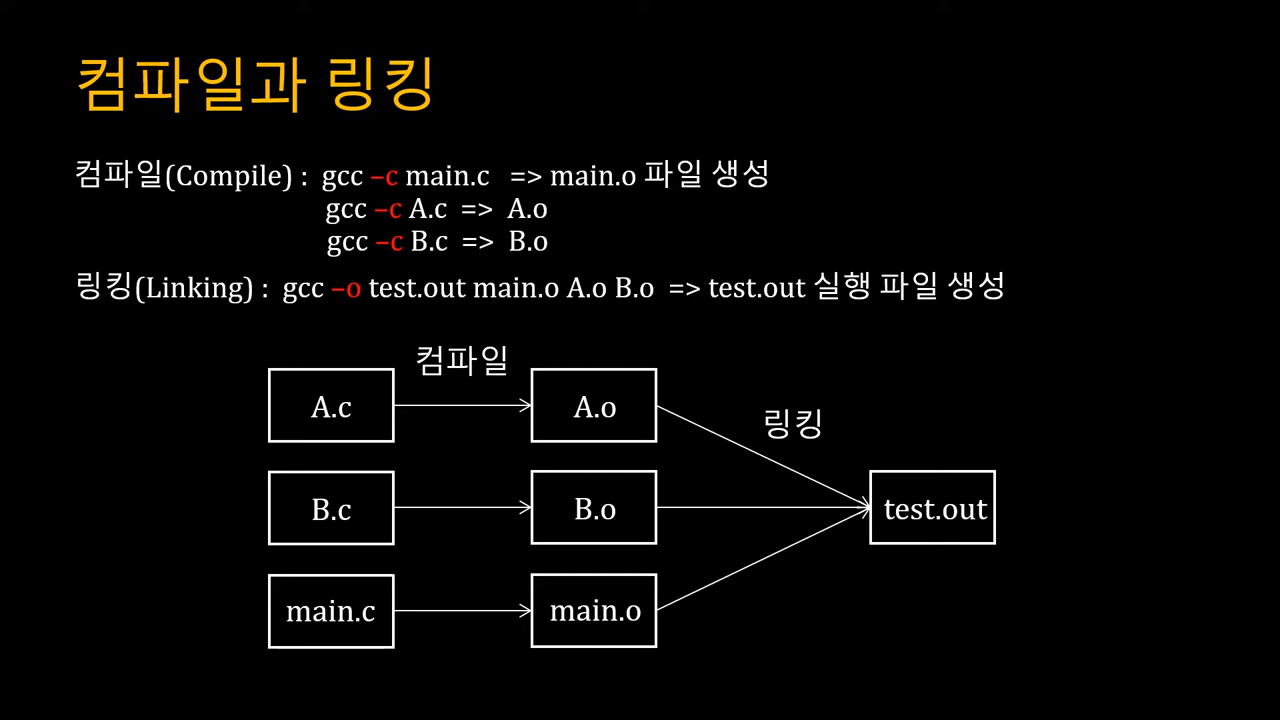 컴파일과 링킹
컴파일(Compile) : gcc –c main.c => main.o 파일 생성
gcc –c A.c => A.o
gcc –c B.c => B.o
링킹(Linking) : gcc –o test.out main.o A.o B.o => test.out 실행 파일 생성
컴파일
A.c
A.o
링킹
B.c
B.o
test.out
main.c
main.o